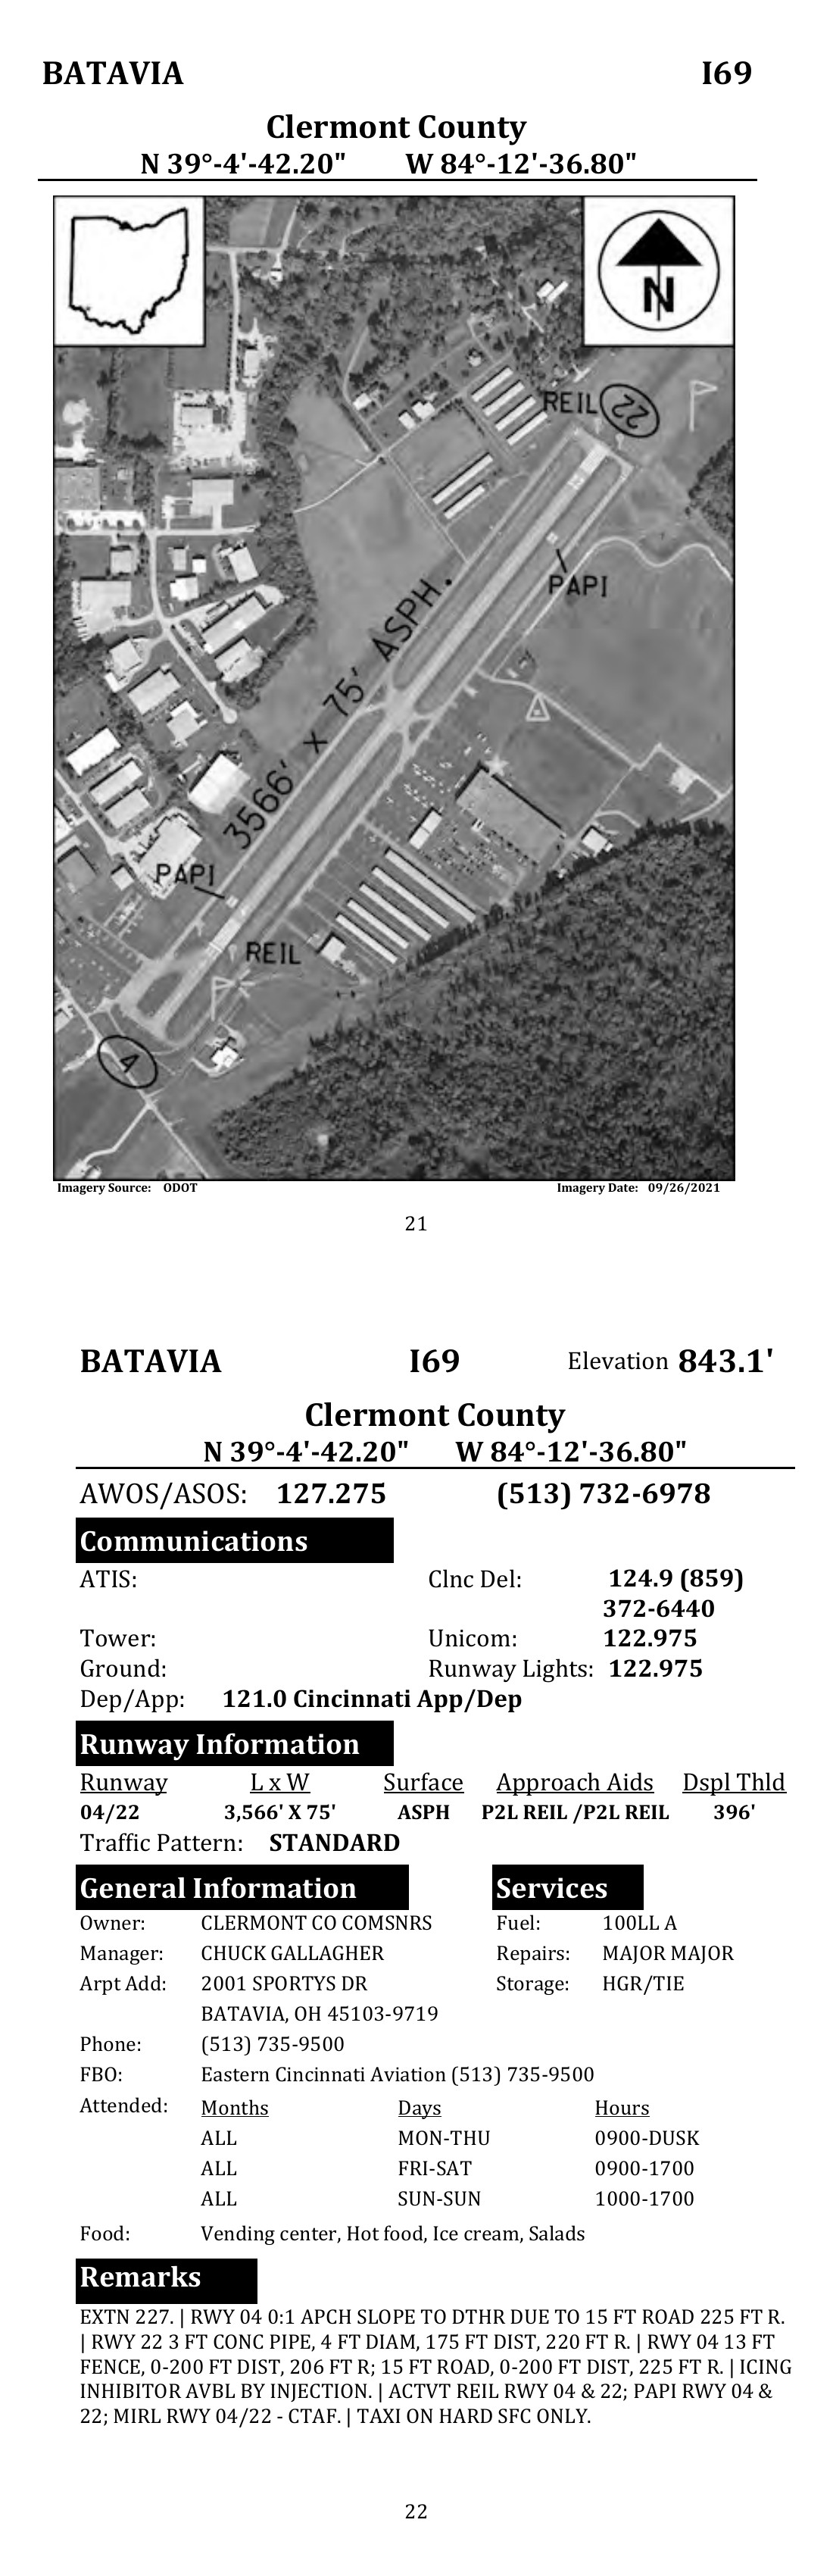 BATAVIA I69
Clermont County
N 39°-4'-42.20" W 84°-12'-36.80"
N
REIL 22
PAPI
3566' x 75' ASPH.
PAPI
REIL
4
Imagery Source: ODOT Imagery Date: 09/26/2021
21
BATAVIA I69 Elevation 843.1'
Clermont County
N 39°-4'-42.20" W 84°-12'-36.80"
AWOS/ASOS: 127.275 (513) 732-6978
Communications
ATIS: Clnc Del: 124.9 (859)
372-6440
Tower: Unicom: 122.975
Ground: Runway Lights: 122.975
Dep/App: 121.0 Cincinnati App/Dep
Runway Information
Runway L x W Surface Approach Aids Dspl Thld
04/22 3,566' X 75' ASPH P2L REIL /P2L REIL 396'
Traffic Pattern: STANDARD
General Information Services
Owner: CLERMONT CO COMSNRS Fuel: 100LL A
Manager: CHUCK GALLAGHER Repairs: MAJOR MAJOR
Arpt Add: 2001 SPORTYS DR Storage: HGR/TIE
BATAVIA, OH 45103-9719
Phone: (513) 735-9500
FBO: Eastern Cincinnati Aviation (513) 735-9500
Attended: Months Days Hours
ALL MON-THU 0900-DUSK
ALL FRI-SAT 0900-1700
ALL SUN-SUN 1000-1700
Food: Vending center, Hot food, Ice cream, Salads
Remarks
EXTN 227. | RWY 04 0:1 APCH SLOPE TO DTHR DUE TO 15 FT ROAD 225 FT R.
| RWY 22 3 FT CONC PIPE, 4 FT DIAM, 175 FT DIST, 220 FT R. | RWY 04 13 FT
FENCE, 0-200 FT DIST, 206 FT R; 15 FT ROAD, 0-200 FT DIST, 225 FT R. | ICING
INHIBITOR AVBL BY INJECTION. | ACTVT REIL RWY 04 & 22; PAPI RWY 04 &
22; MIRL RWY 04/22 - CTAF. | TAXI ON HARD SFC ONLY.
22